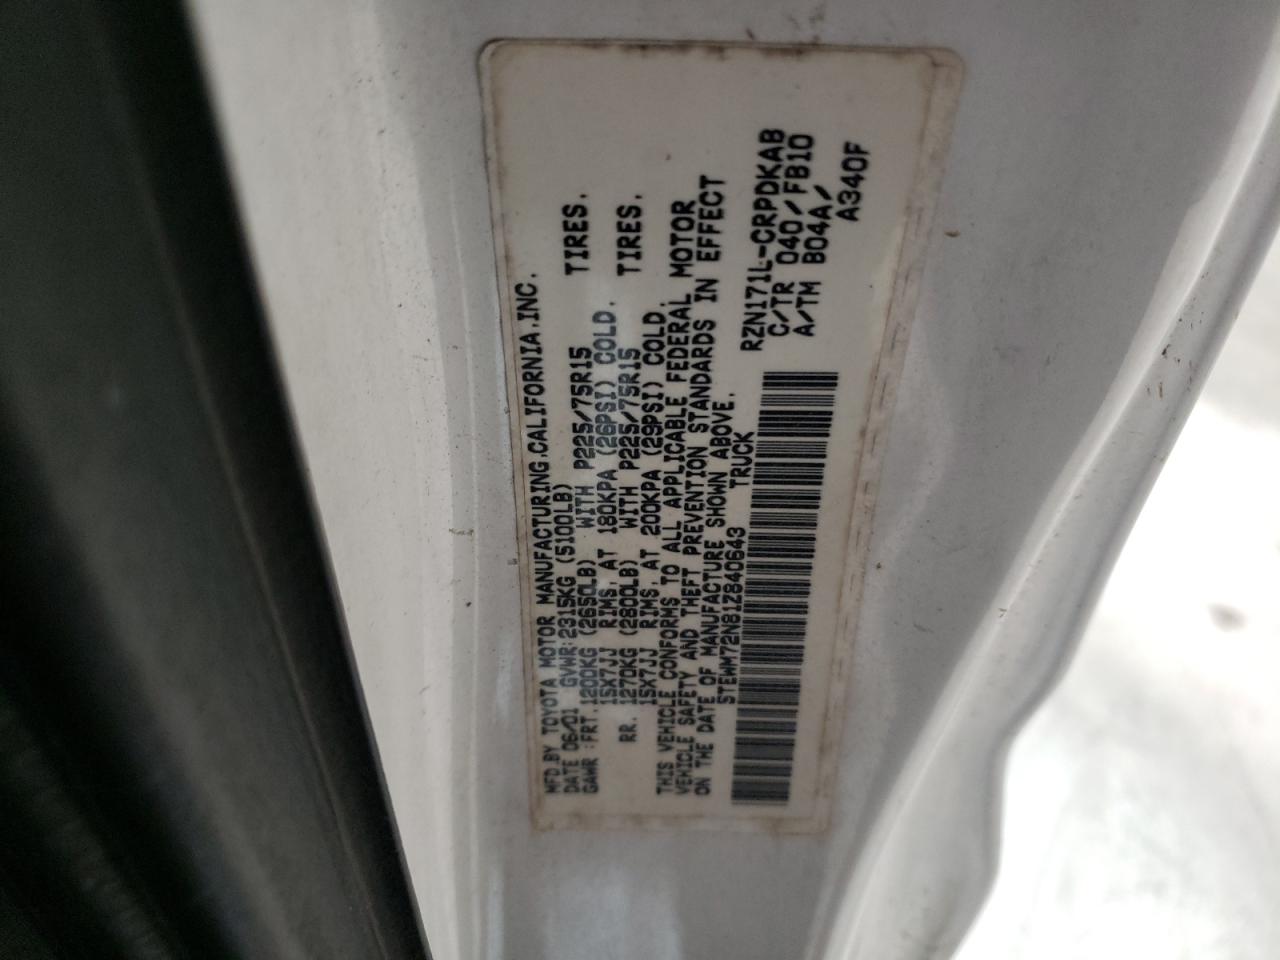 MFD.BY TOYOTA MOTOR MANUFACTURING,CALIFORNIA,INC.
DATE 06/01 GVWR:2315KG (5100LB)
GAWR :FRT.1200KG (2650LB) WITH P225/75R15 TIRES.
15X7JJ RIMS, AT 180KPA (26PSI) COLD.
RR. 1270KG (2800LB) WITH P225/75R15 TIRES.
15X7JJ RIMS, AT 200KPA (29PSI) COLD.
THIS VEHICLE CONFORMS TO ALL APPLICABLE FEDERAL MOTOR
VEHICLE SAFETY AND THEFT PREVENTION STANDARDS IN EFFECT
ON THE DATE OF MANUFACTURE SHOWN ABOVE.
5TEWM72N81Z840643 TRUCK
RZN171L-CRPDKAB
C/TR 040/FB10
A/TM B04A/
A340F